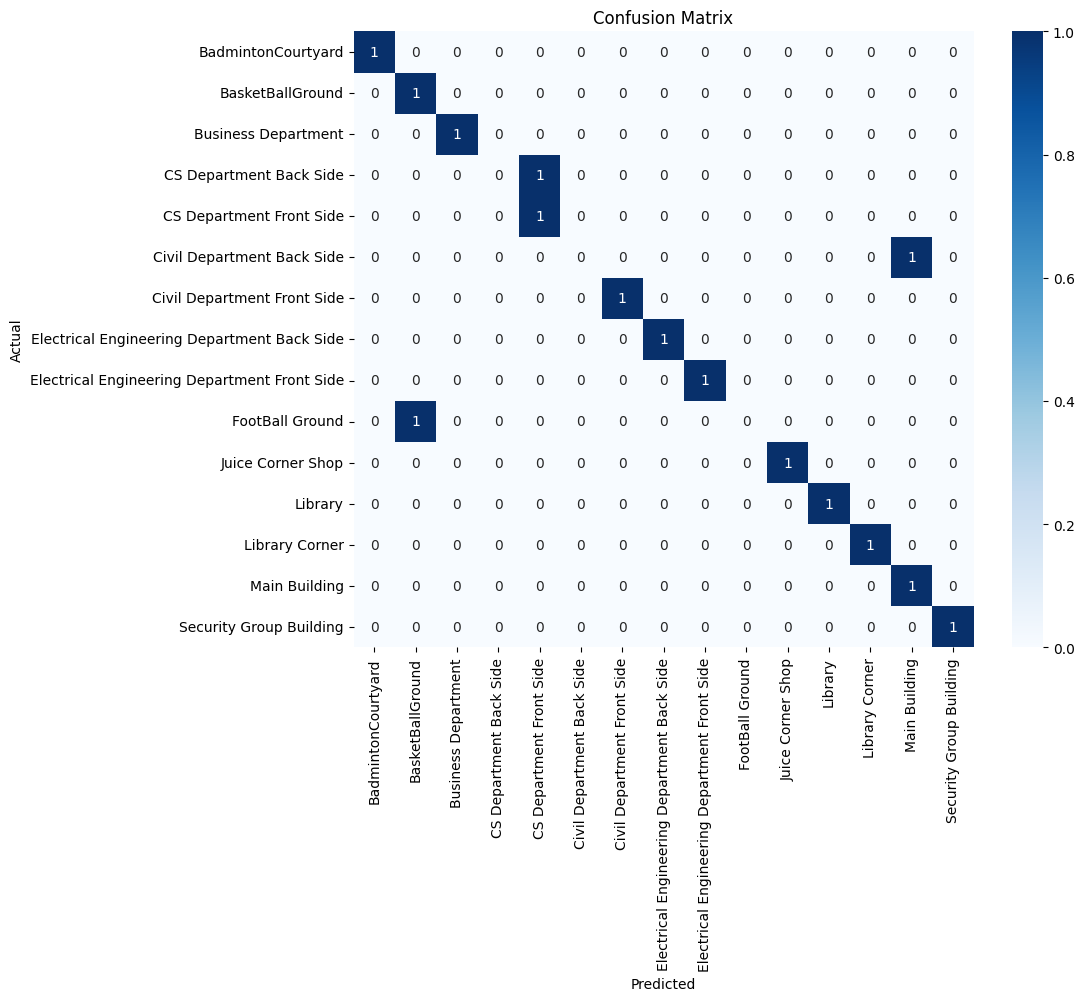 Confusion Matrix
Actual
BadmintonCourtyard 1 0 0 0 0 0 0 0 0 0 0 0 0 0 0
BasketBallGround 0 1 0 0 0 0 0 0 0 0 0 0 0 0 0
Business Department 0 0 1 0 0 0 0 0 0 0 0 0 0 0 0
CS Department Back Side 0 0 0 0 1 0 0 0 0 0 0 0 0 0 0
CS Department Front Side 0 0 0 0 1 0 0 0 0 0 0 0 0 0 0
Civil Department Back Side 0 0 0 0 0 0 0 0 0 0 0 0 0 1 0
Civil Department Front Side 0 0 0 0 0 0 1 0 0 0 0 0 0 0 0
Electrical Engineering Department Back Side 0 0 0 0 0 0 0 1 0 0 0 0 0 0 0
Electrical Engineering Department Front Side 0 0 0 0 0 0 0 0 1 0 0 0 0 0 0
FootBall Ground 0 1 0 0 0 0 0 0 0 0 0 0 0 0 0
Juice Corner Shop 0 0 0 0 0 0 0 0 0 0 1 0 0 0 0
Library 0 0 0 0 0 0 0 0 0 0 0 1 0 0 0
Library Corner 0 0 0 0 0 0 0 0 0 0 0 0 1 0 0
Main Building 0 0 0 0 0 0 0 0 0 0 0 0 0 1 0
Security Group Building 0 0 0 0 0 0 0 0 0 0 0 0 0 0 1
BadmintonCourtyard
BasketBallGround
Business Department
CS Department Back Side
CS Department Front Side
Civil Department Back Side
Civil Department Front Side
Electrical Engineering Department Back Side
Electrical Engineering Department Front Side
FootBall Ground
Juice Corner Shop
Library
Library Corner
Main Building
Security Group Building
Predicted
1.0
0.8
0.6
0.4
0.2
0.0